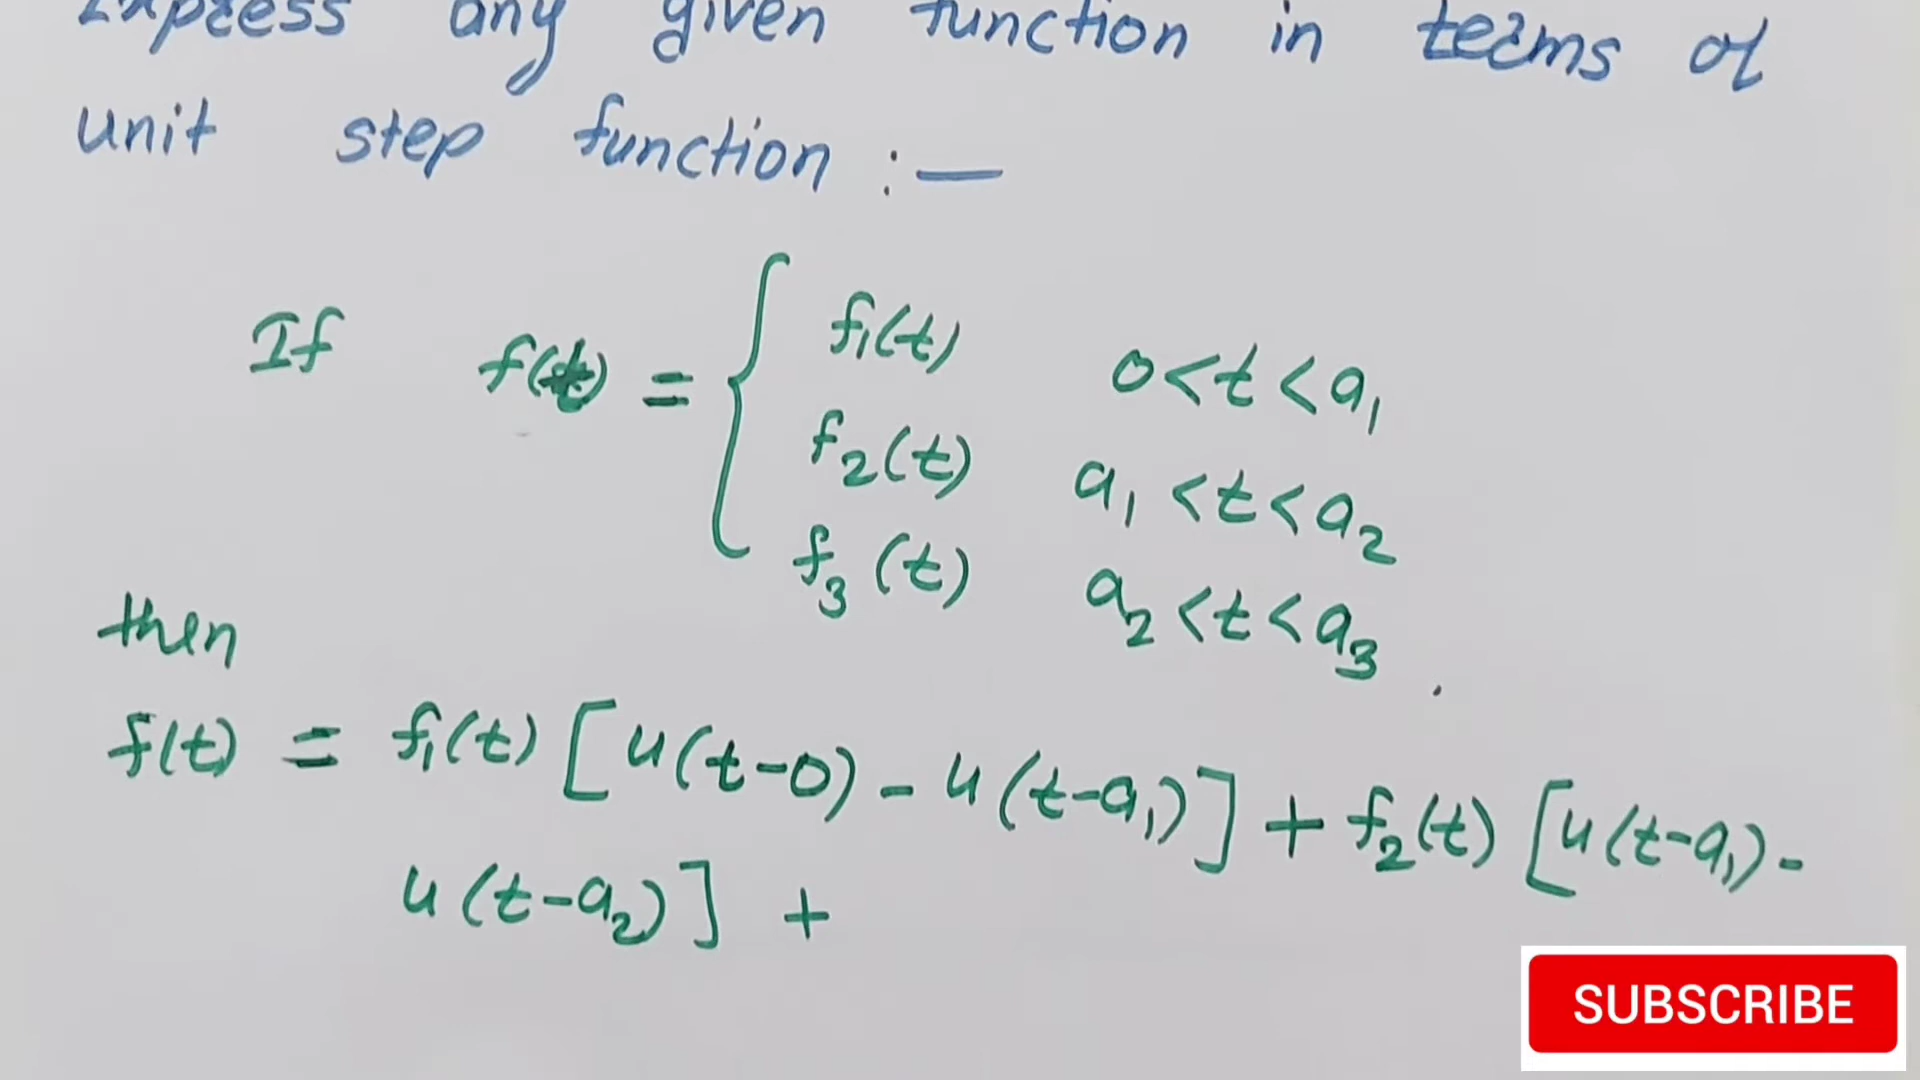 Express any given function in terms of
unit step function :—
If f(t) = { f₁(t) 0<t<a₁
f₂(t) a₁<t<a₂
f₃(t) a₂<t<a₃.
then
f(t) = f₁(t) [u(t-0) - u(t-a₁)] + f₂(t) [u(t-a₁) -
u(t-a₂)] +
SUBSCRIBE